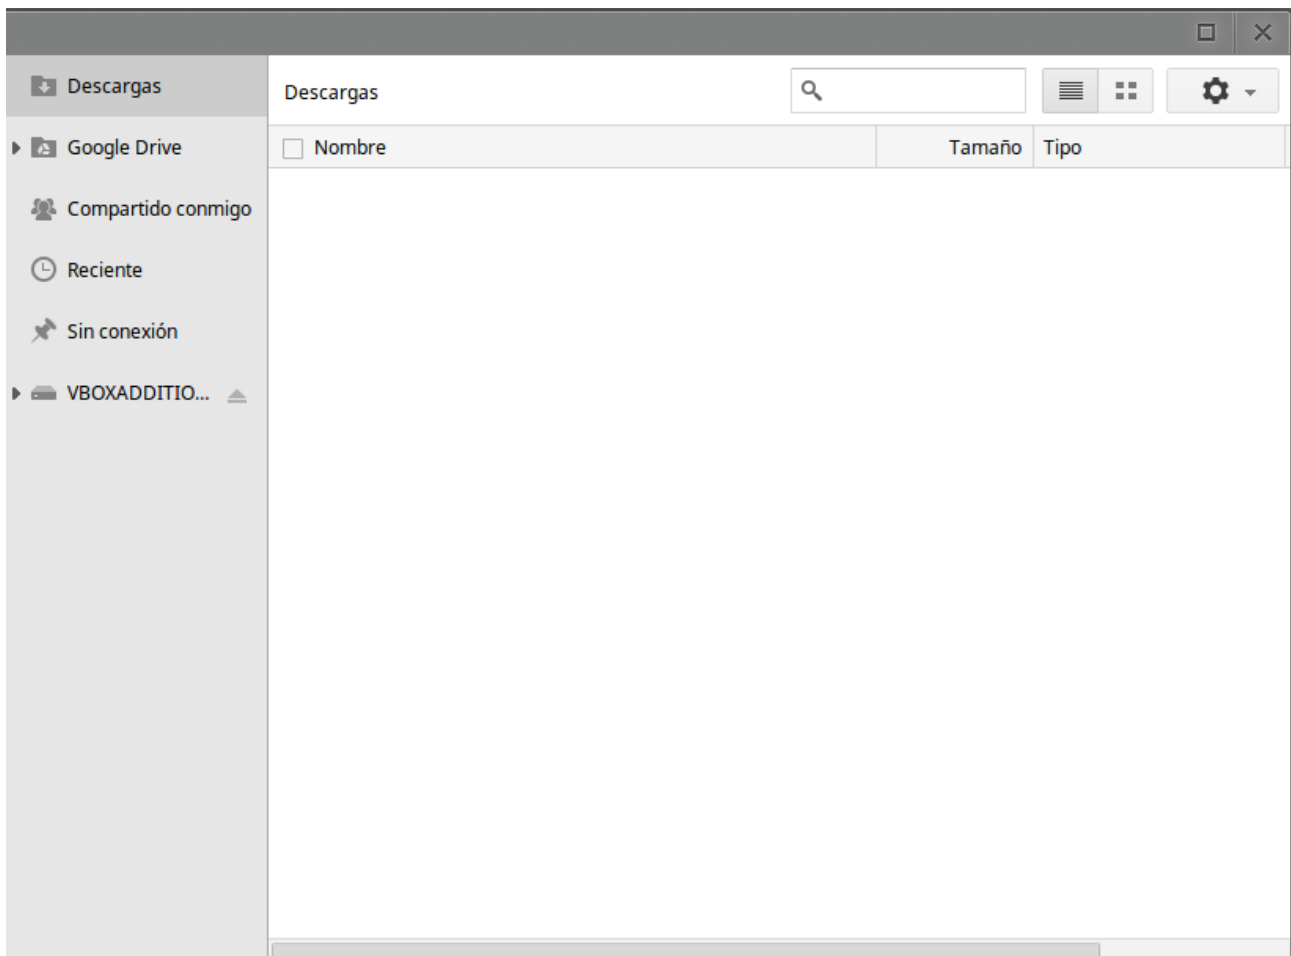 Descargas
Google Drive
Compartido conmigo
Reciente
Sin conexión
VBOXADDITIO...
Descargas
Nombre Tamaño Tipo